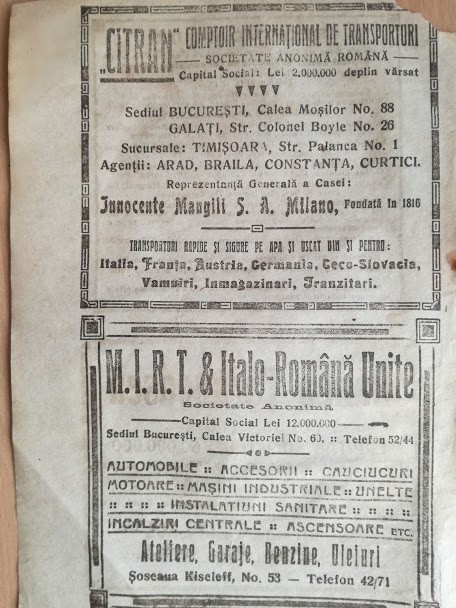 „CITRAN" COMPTOIR INTERNAȚIONAL DE TRANSPORTURI
SOCIETATE ANONIMĂ ROMÂNĂ
Capital Social: Lei 2.000.000 deplin vărsat
Sediul BUCUREȘTI, Calea Moșilor No. 88
GALAȚI, Str. Colonel Boyle No. 26
Sucursale: TIMIȘOARA, Str. Palanca No. 1
Agenții: ARAD, BRAILA, CONSTANȚA, CURTICI.
Reprezentanță Generală a Casei:
Innocente Mangili S. A. Milano, Fondată în 1816
TRANSPORTURI RAPIDE ȘI SIGURE PE APA ȘI USCAT DIN ȘI PENTRU:
Italia, Franța, Austria, Germania, Ceco-Slovacia,
Vamuiri, Inmagazinari, Tranzitari.
M. I. R. T. & Italo-Română Unite
Societate Anonimă
Capital Social Lei 12.000.000
Sediul București, Calea Victoriei No. 60. :: Telefon 52/44
AUTOMOBILE :: ACCESORII :: CAUCIUCURI
MOTOARE :: MAȘINI INDUSTRIALE :: UNELTE
:: :: :: :: INSTALAȚIUNI SANITARE :: :: :: ::
INCALZIRI CENTRALE :: ASCENSOARE ETC.
Ateliere, Garaje, Benzine, Uleiuri
Șoseaua Kiseleff, No. 53 — Telefon 42/71